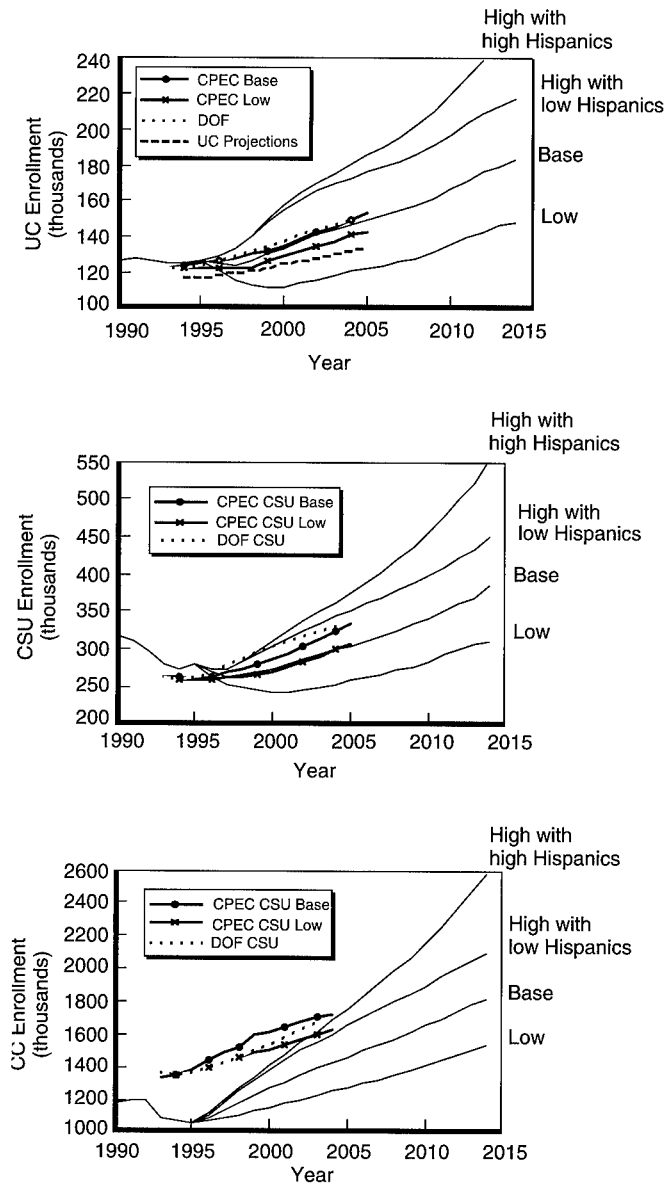 High with
high Hispanics
240
220
200
180
160
140
120
100
UC Enrollment
(thousands)
CPEC Base
CPEC Low
DOF
UC Projections
High with
low Hispanics
Base
Low
1990 1995 2000 2005 2010 2015
Year
High with
high Hispanics
550
500
450
400
350
300
250
200
CSU Enrollment
(thousands)
CPEC CSU Base
CPEC CSU Low
DOF CSU
High with
low Hispanics
Base
Low
1990 1995 2000 2005 2010 2015
Year
High with
high Hispanics
2600
2400
2200
2000
1800
1600
1400
1200
1000
CC Enrollment
(thousands)
CPEC CSU Base
CPEC CSU Low
DOF CSU
High with
low Hispanics
Base
Low
1990 1995 2000 2005 2010 2015
Year